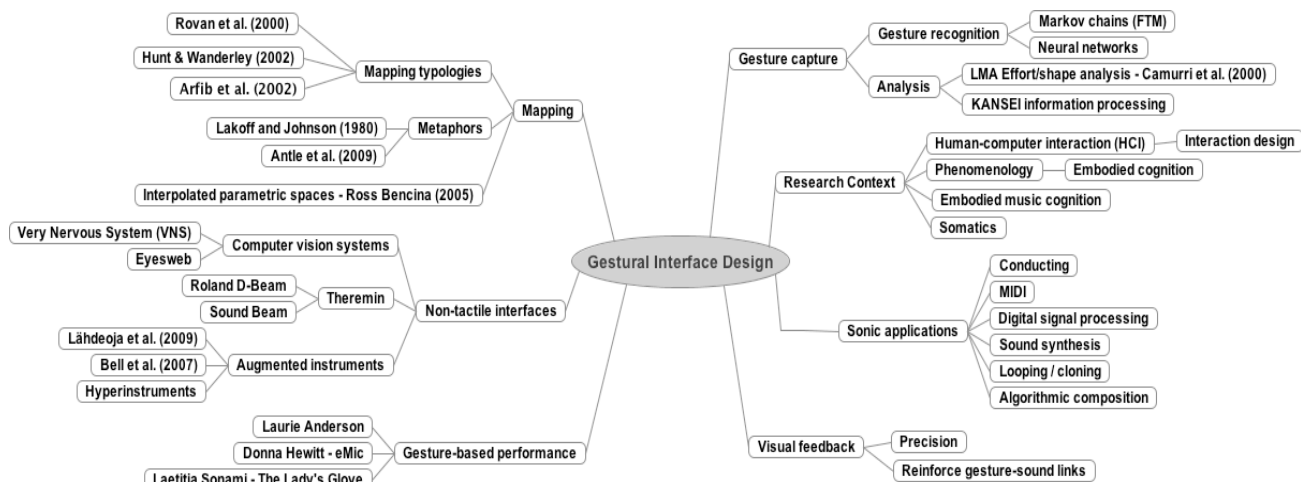 Gestural Interface Design
Mapping
Mapping typologies
Rovan et al. (2000)
Hunt & Wanderley (2002)
Arfib et al. (2002)
Metaphors
Lakoff and Johnson (1980)
Antle et al. (2009)
Interpolated parametric spaces - Ross Bencina (2005)
Non-tactile interfaces
Computer vision systems
Very Nervous System (VNS)
Eyesweb
Theremin
Roland D-Beam
Sound Beam
Augmented instruments
Lähdeoja et al. (2009)
Bell et al. (2007)
Hyperinstruments
Gesture-based performance
Laurie Anderson
Donna Hewitt - eMic
Laetitia Sonami - The Lady's Glove
Gesture capture
Gesture recognition
Markov chains (FTM)
Neural networks
Analysis
LMA Effort/shape analysis - Camurri et al. (2000)
KANSEI information processing
Research Context
Human-computer interaction (HCI)
Interaction design
Phenomenology
Embodied cognition
Embodied music cognition
Somatics
Sonic applications
Conducting
MIDI
Digital signal processing
Sound synthesis
Looping / cloning
Algorithmic composition
Visual feedback
Precision
Reinforce gesture-sound links